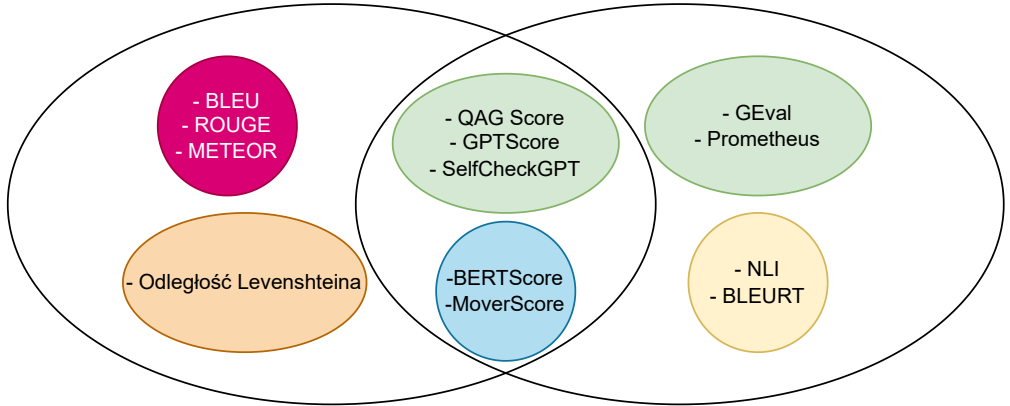 - BLEU
- ROUGE
- METEOR
- QAG Score
- GPTScore
- SelfCheckGPT
- GEval
- Prometheus
- Odległość Levenshteina
-BERTScore
-MoverScore
- NLI
- BLEURT